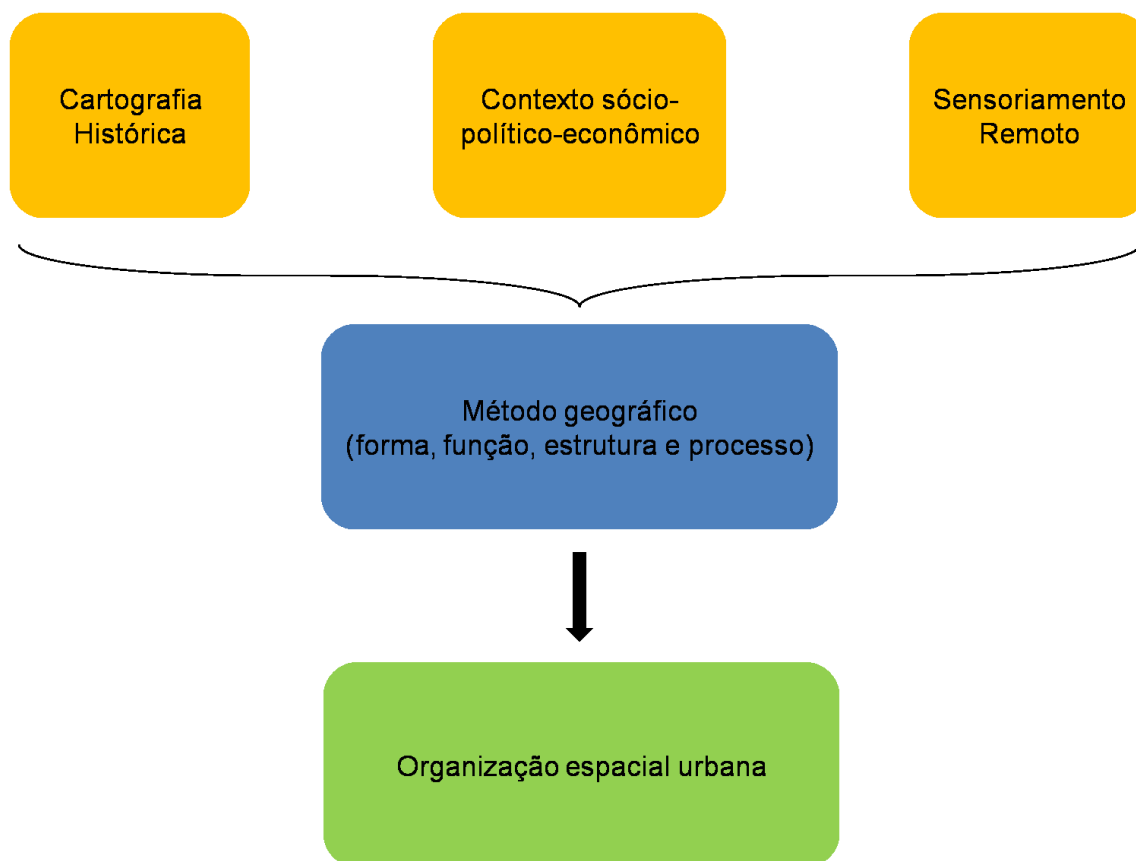 Cartografia
Histórica
Contexto sócio-
político-econômico
Sensoriamento
Remoto
Método geográfico
(forma, função, estrutura e processo)
Organização espacial urbana